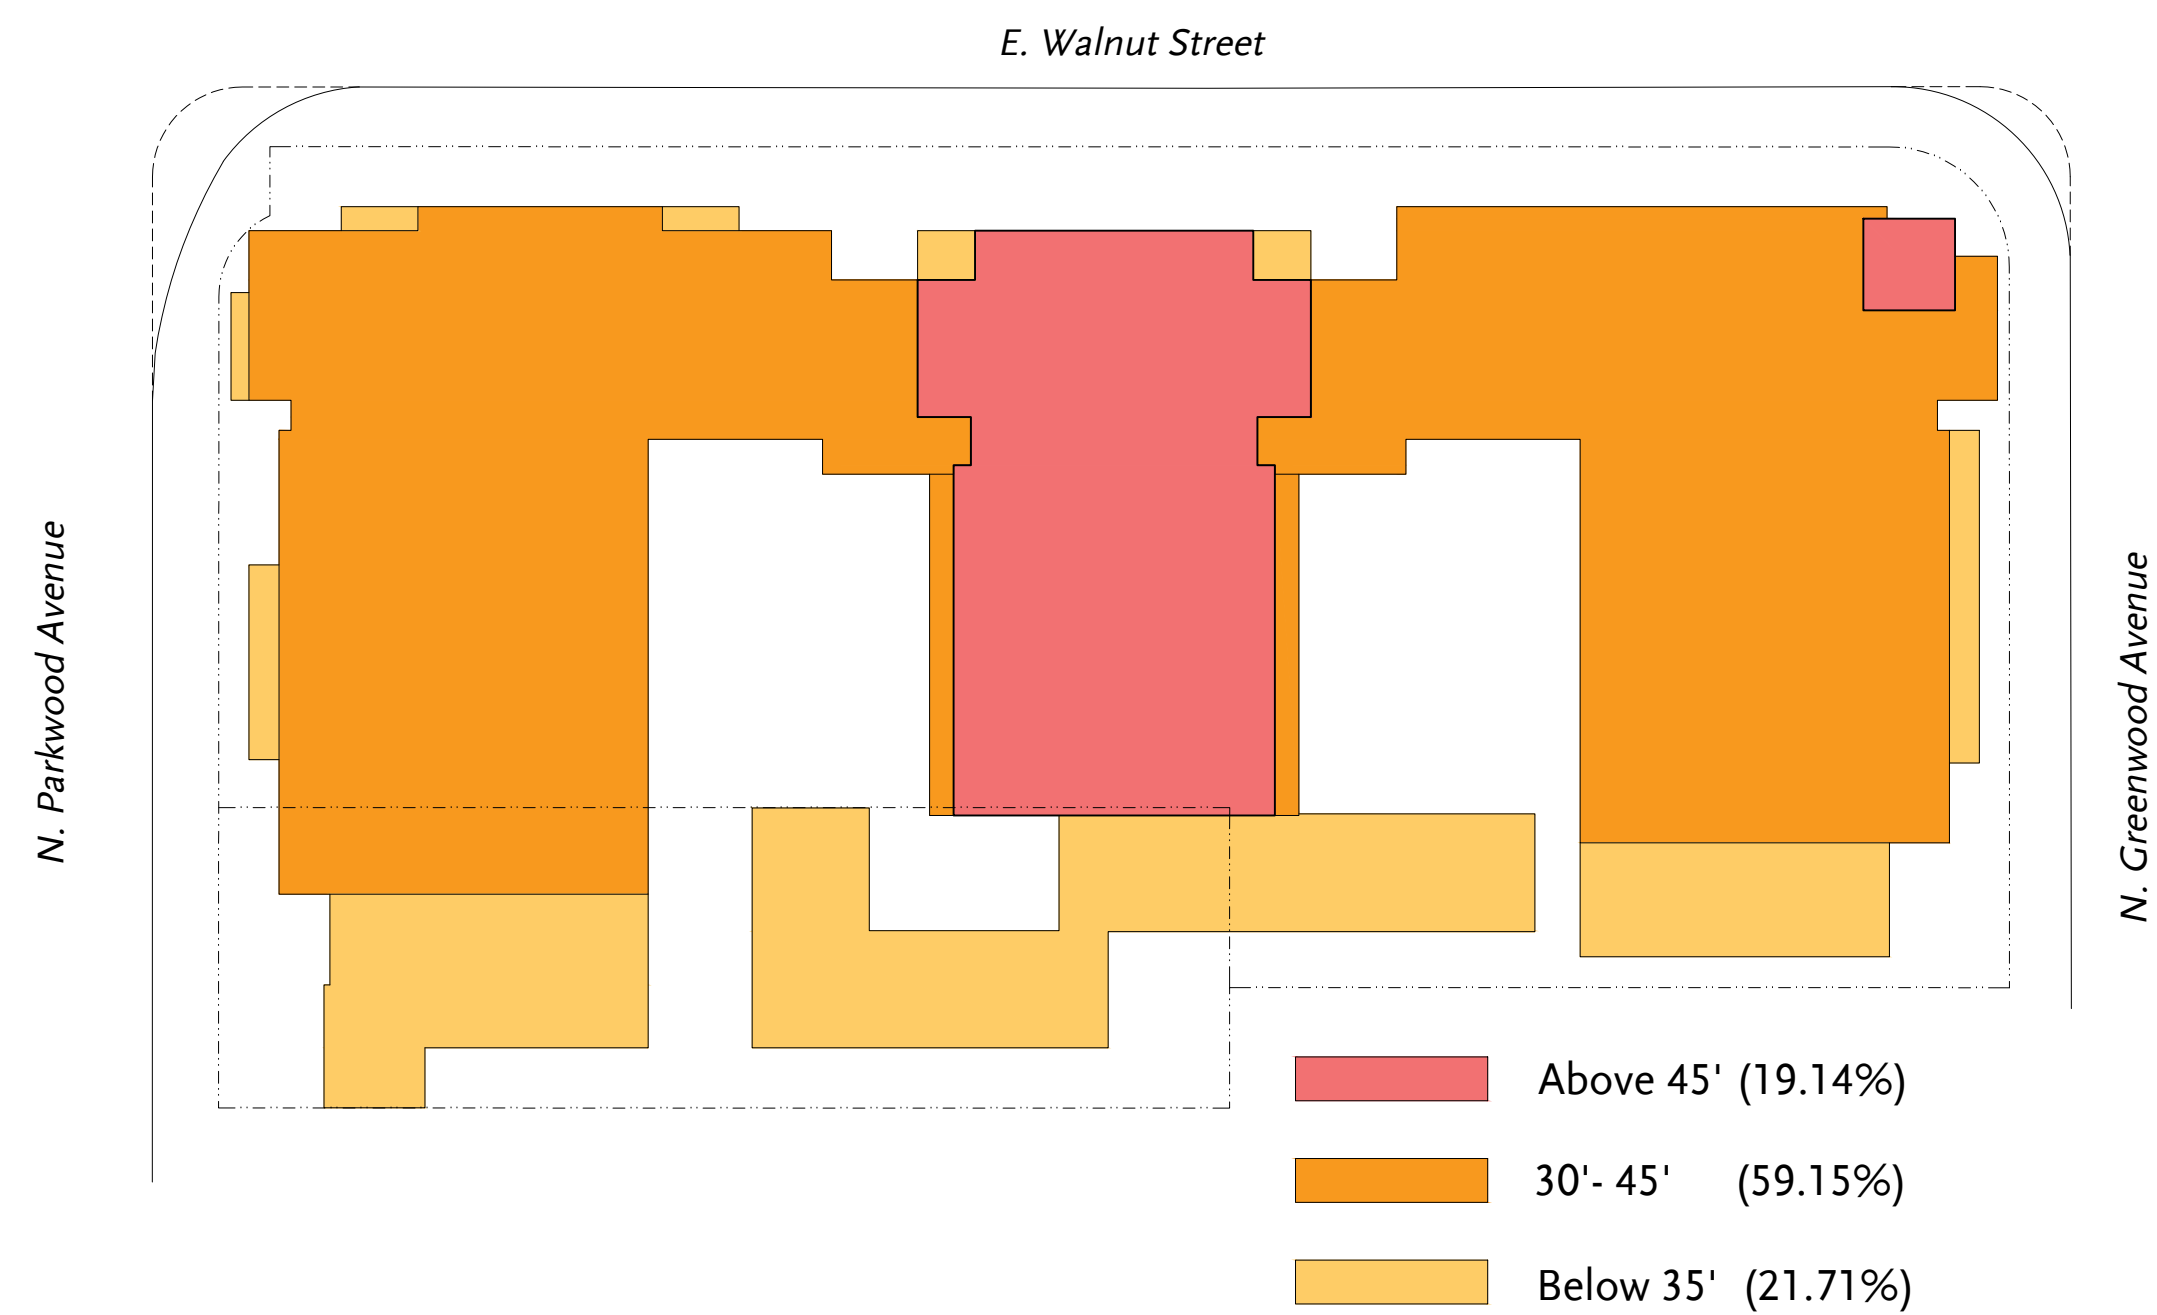 E. Walnut Street
N. Parkwood Avenue
N. Greenwood Avenue
Above 45' (19.14%)
30'- 45' (59.15%)
Below 35' (21.71%)